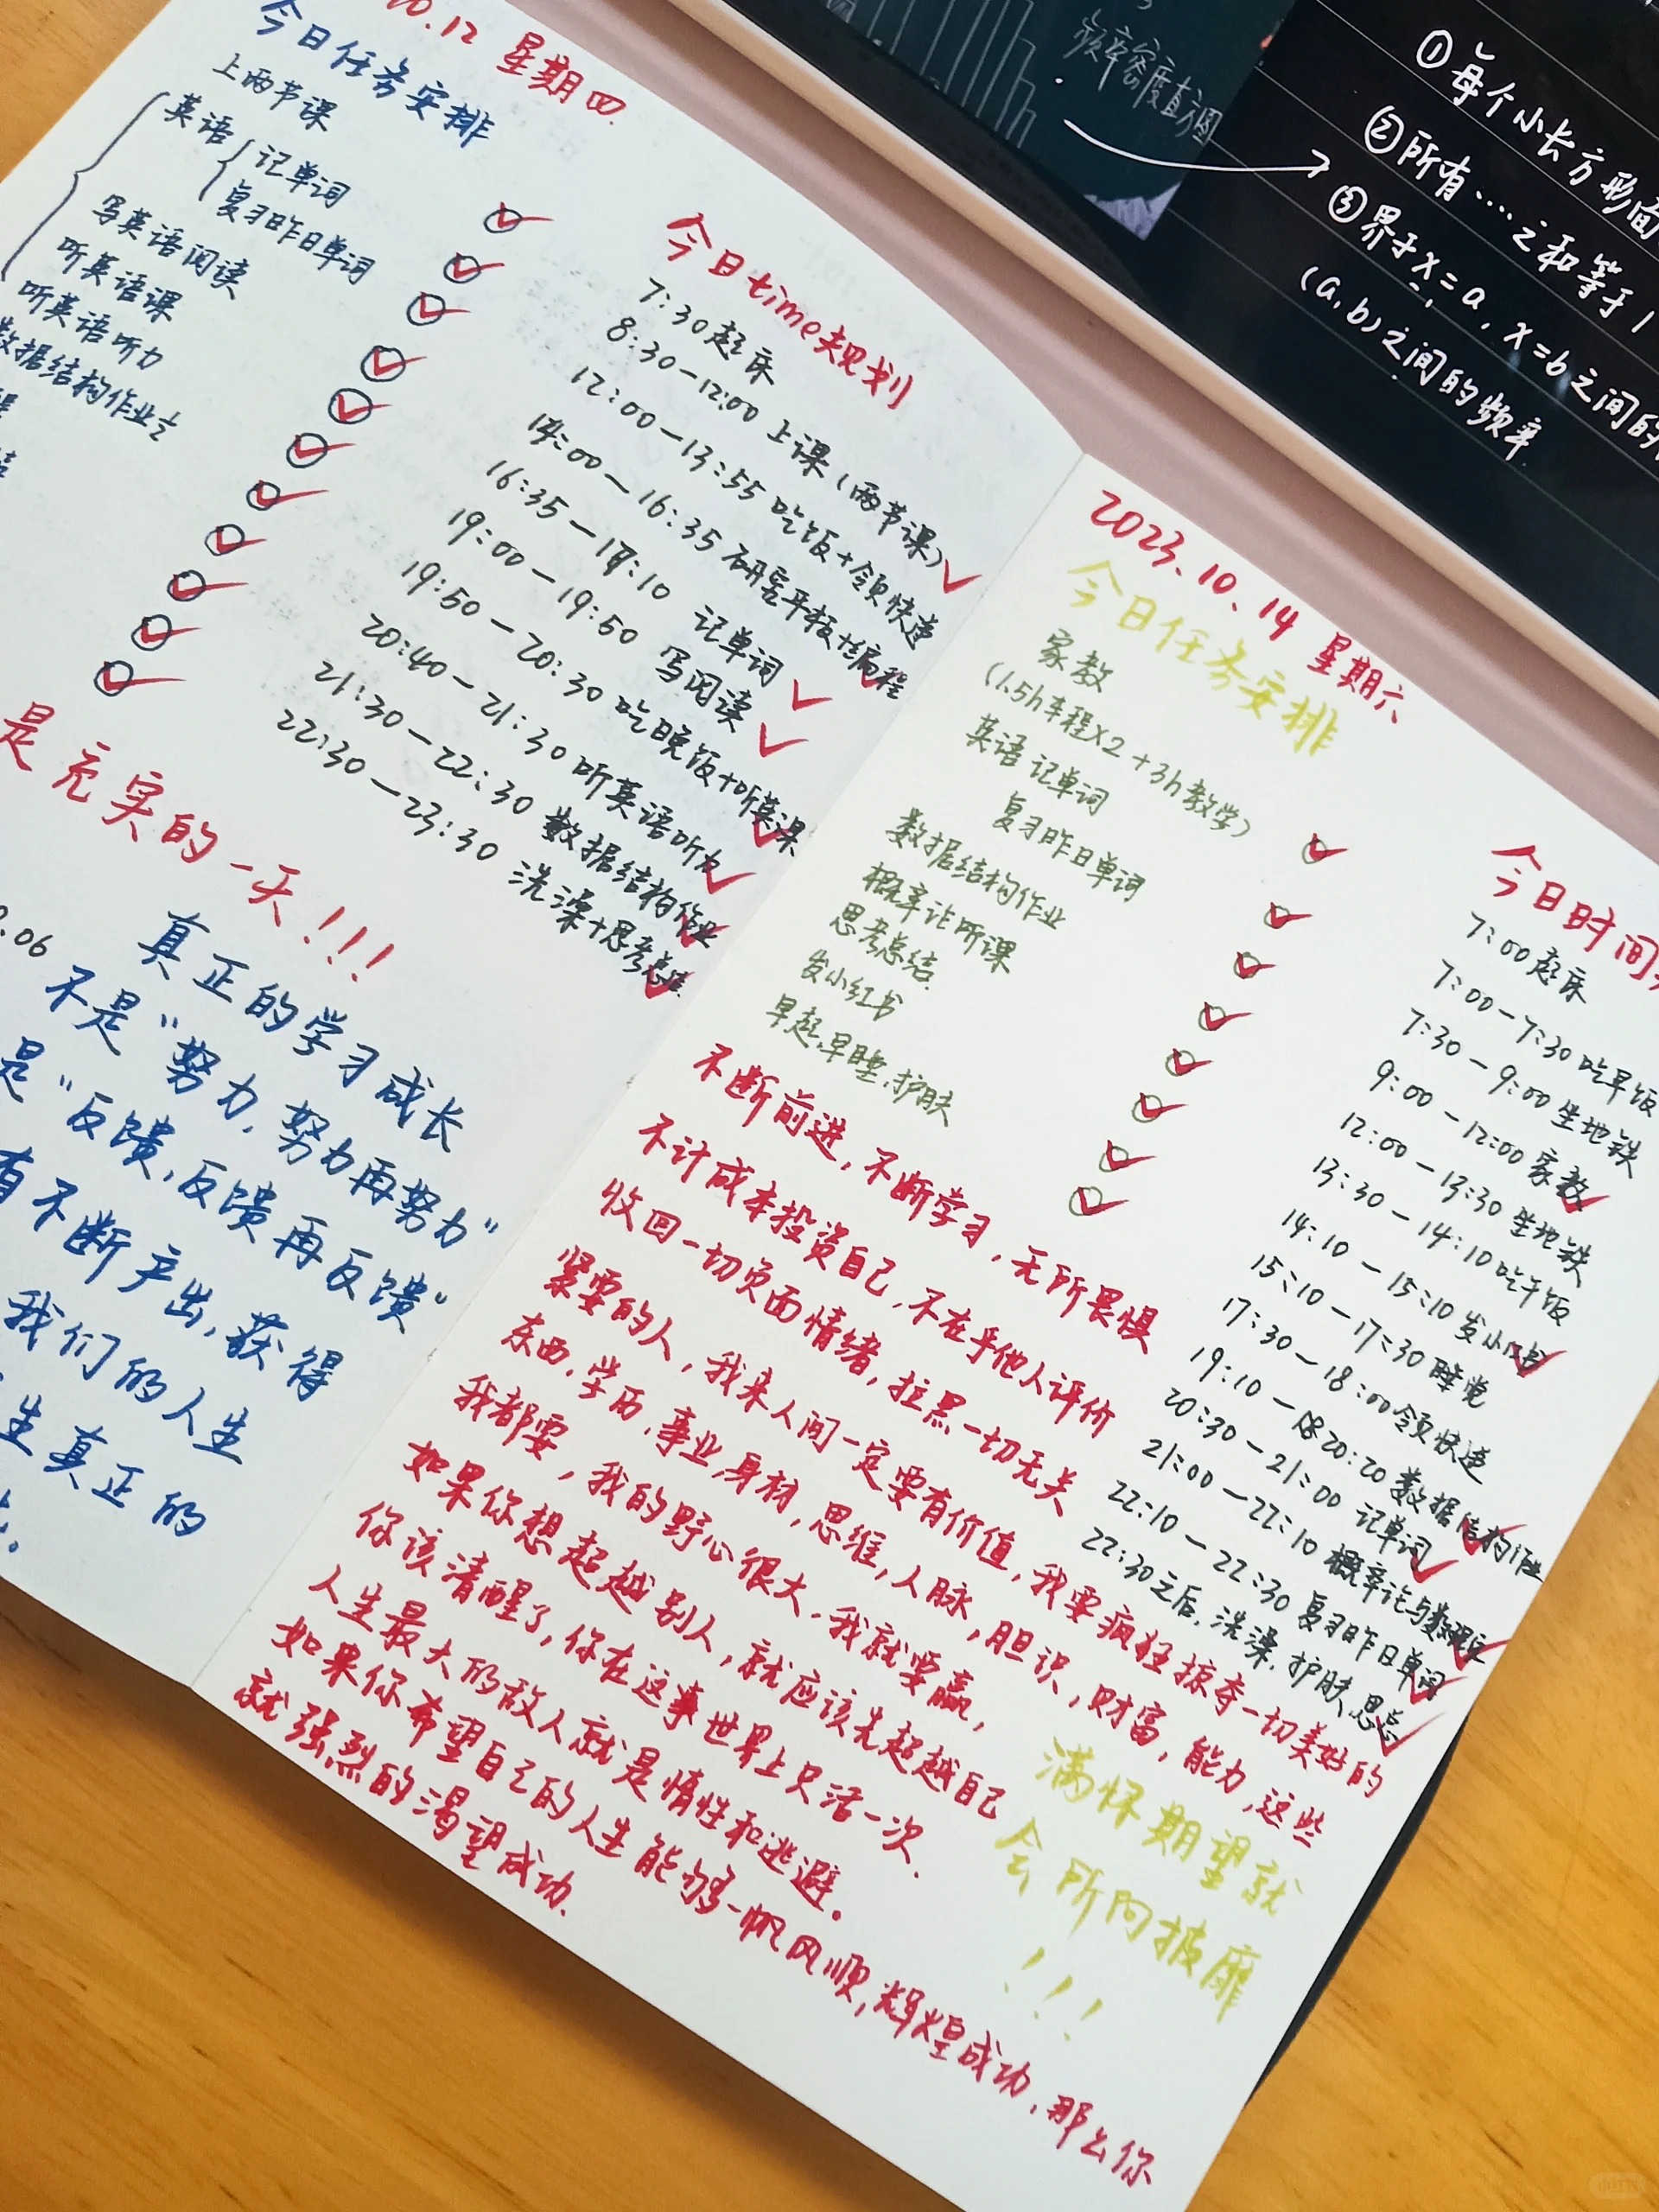 10.12 星期四
今日任务安排
上两节课
英语 记单词
复习昨日单词
写英语阅读
听英语课
听英语听力
数据结构作业
是充实的一天!!!
.06
真正的学习成长
不是“努力,努力再努力”
是“反馈,反馈再反馈”
有不断产出,获得
我们的人生
生真正的
今日time规划
7:30起床
8:30—12:00 上课(两节课)
12:00—13:55 吃饭+领快递
14:00—16:35 研客平板+编程
16:35—17:10 记单词
19:00—19:50 写阅读
19:50—20:30 吃晚饭+听英课
20:40—21:30 听英语听力
21:30—22:30 数据结构作业
22:30—23:30 洗澡+思考总结
2023.10.14 星期六
今日任务安排
家教
(1.5h车程X2+3h教学)
英语 记单词
复习昨日单词
数据结构作业
概率论听课
思考总结.
发小红书
早起,早睡,护肤
今日时间
7:00起床
7:00—7:30吃早饭
7:30—9:00坐地铁
9:00—12:00家教
12:00—13:30 坐地铁
13:30—14:10吃午饭
14:10—15:10发小红书
15:10—17:30 睡觉
17:30—18:00领快递
19:10—20:20 数据结构作业
20:30—21:00 记单词
21:00—22:10 概率论与数理
22:10—22:30 复习昨日单词
22:30之后,洗澡,护肤,思总
不断前进,不断学习,无所畏惧
不计成本投资自己,不在乎他人评价
收回一切负面情绪,拉黑一切无关
紧要的人,我来人间一定要有价值,我要疯狂掠夺一切美好的
东西,学历,事业,身材,思维,人脉,胆识,财富,能力,这些
我都要,我的野心很大,我就要赢,
如果你想超越别人,就应该先超越自己
你该清醒了,你在这事世界上只活一次.
人生最大的敌人就是惰性和逃避。
如果你希望自己的人生能够一帆风顺,辉煌成功,那么你
就强烈的渴望成功.
满怀期望就
会所向披靡
!!!
频率密度直方图
①每个小长方形面
②所有....之和等于1
③界于x=a,x=b之间的
(a,b)之间的频率
小红书